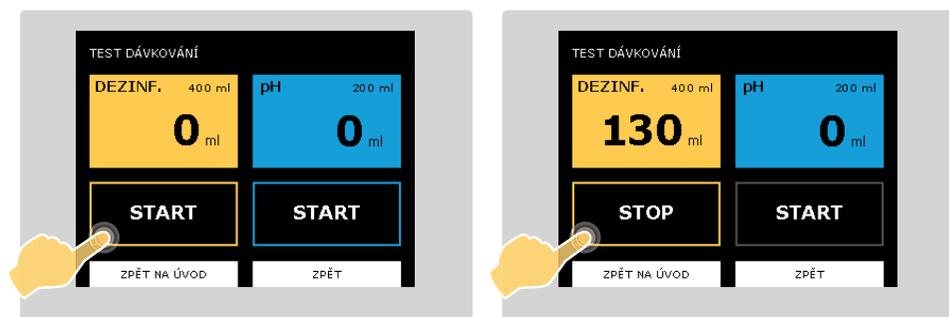 TEST DÁVKOVÁNÍ
DEZINF. 400 ml
0 ml
pH 200 ml
0 ml
START
START
ZPĚT NA ÚVOD
ZPĚT
TEST DÁVKOVÁNÍ
DEZINF. 400 ml
130 ml
pH 200 ml
0 ml
STOP
START
ZPĚT NA ÚVOD
ZPĚT